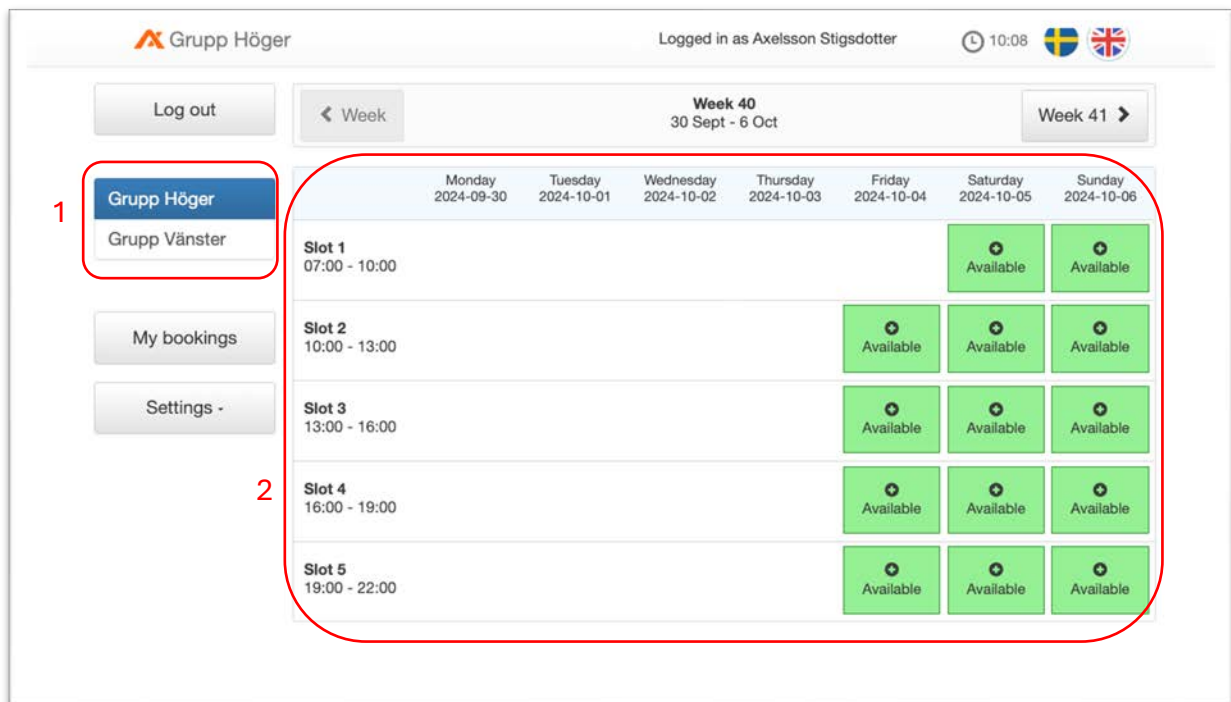 Grupp Höger
Logged in as Axelsson Stigsdotter
10:08
Log out
Week
Week 40
30 Sept - 6 Oct
Week 41
1
Grupp Höger
Grupp Vänster
My bookings
Settings -
2
Monday Tuesday Wednesday Thursday Friday Saturday Sunday
2024-09-30 2024-10-01 2024-10-02 2024-10-03 2024-10-04 2024-10-05 2024-10-06
Slot 1
07:00 - 10:00
Available Available
Slot 2
10:00 - 13:00
Available Available Available
Slot 3
13:00 - 16:00
Available Available Available
Slot 4
16:00 - 19:00
Available Available Available
Slot 5
19:00 - 22:00
Available Available Available